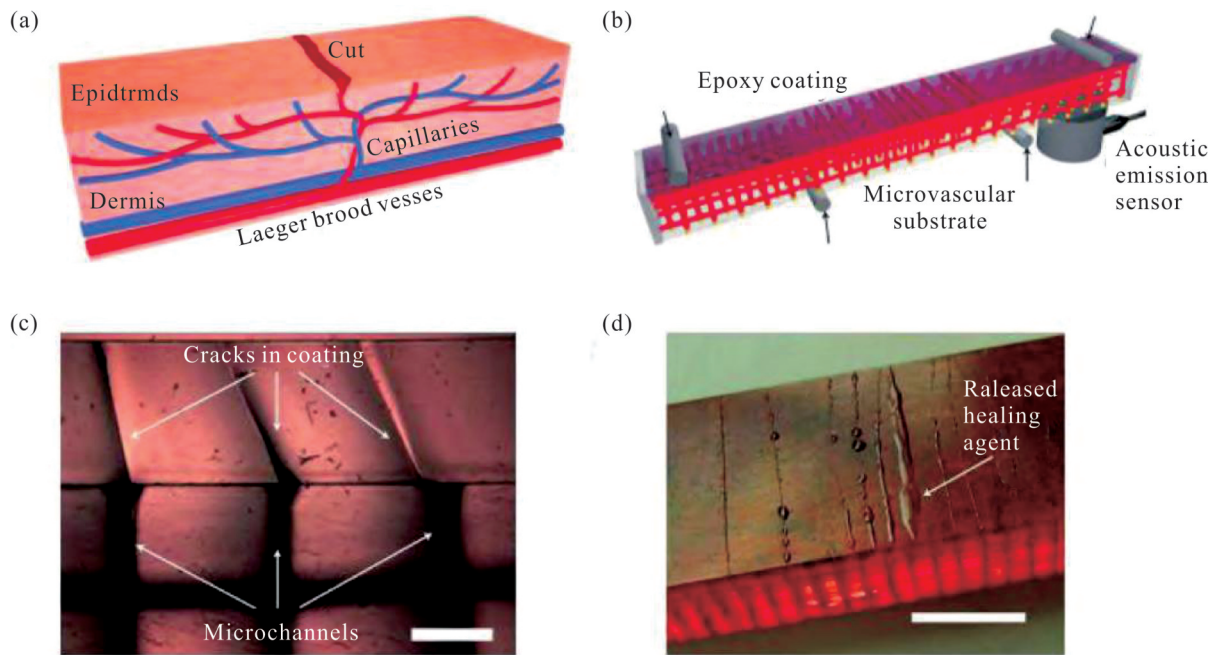 (a)
Cut
Epidtrmds
Capillaries
Dermis
Laeger brood vesses
(b)
Epoxy coating
Microvascular
substrate
Acoustic
emission
sensor
(c)
Cracks in coating
Microchannels
(d)
Raleased
healing
agent